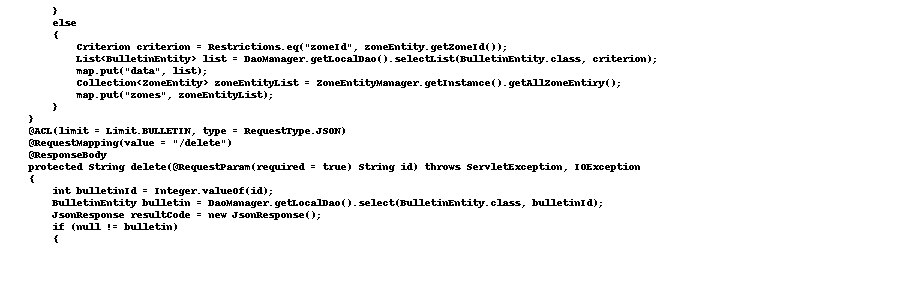 }
else
{
Criterion criterion = Restrictions.eq("zoneId", zoneEntity.getZoneId());
List<BulletinEntity> list = DaoManager.getLocalDao().selectList(BulletinEntity.class, criterion);
map.put("data", list);
Collection<ZoneEntity> zoneEntityList = ZoneEntityManager.getInstance().getAllZoneEntiry();
map.put("zones", zoneEntityList);
}
}
@ACL(limit = Limit.BULLETIN, type = RequestType.JSON)
@RequestMapping(value = "/delete")
@ResponseBody
protected String delete(@RequestParam(required = true) String id) throws ServletException, IOException
{
int bulletinId = Integer.valueOf(id);
BulletinEntity bulletin = DaoManager.getLocalDao().select(BulletinEntity.class, bulletinId);
JsonResponse resultCode = new JsonResponse();
if (null != bulletin)
{